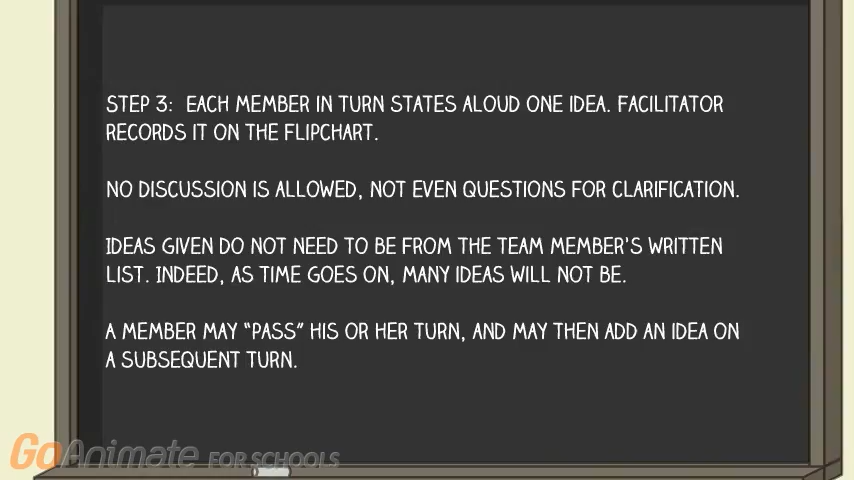 STEP 3: EACH MEMBER IN TURN STATES ALOUD ONE IDEA. FACILITATOR
RECORDS IT ON THE FLIPCHART.
NO DISCUSSION IS ALLOWED, NOT EVEN QUESTIONS FOR CLARIFICATION.
IDEAS GIVEN DO NOT NEED TO BE FROM THE TEAM MEMBER'S WRITTEN
LIST. INDEED, AS TIME GOES ON, MANY IDEAS WILL NOT BE.
A MEMBER MAY "PASS" HIS OR HER TURN, AND MAY THEN ADD AN IDEA ON
A SUBSEQUENT TURN.
GoAnimate FOR SCHOOLS